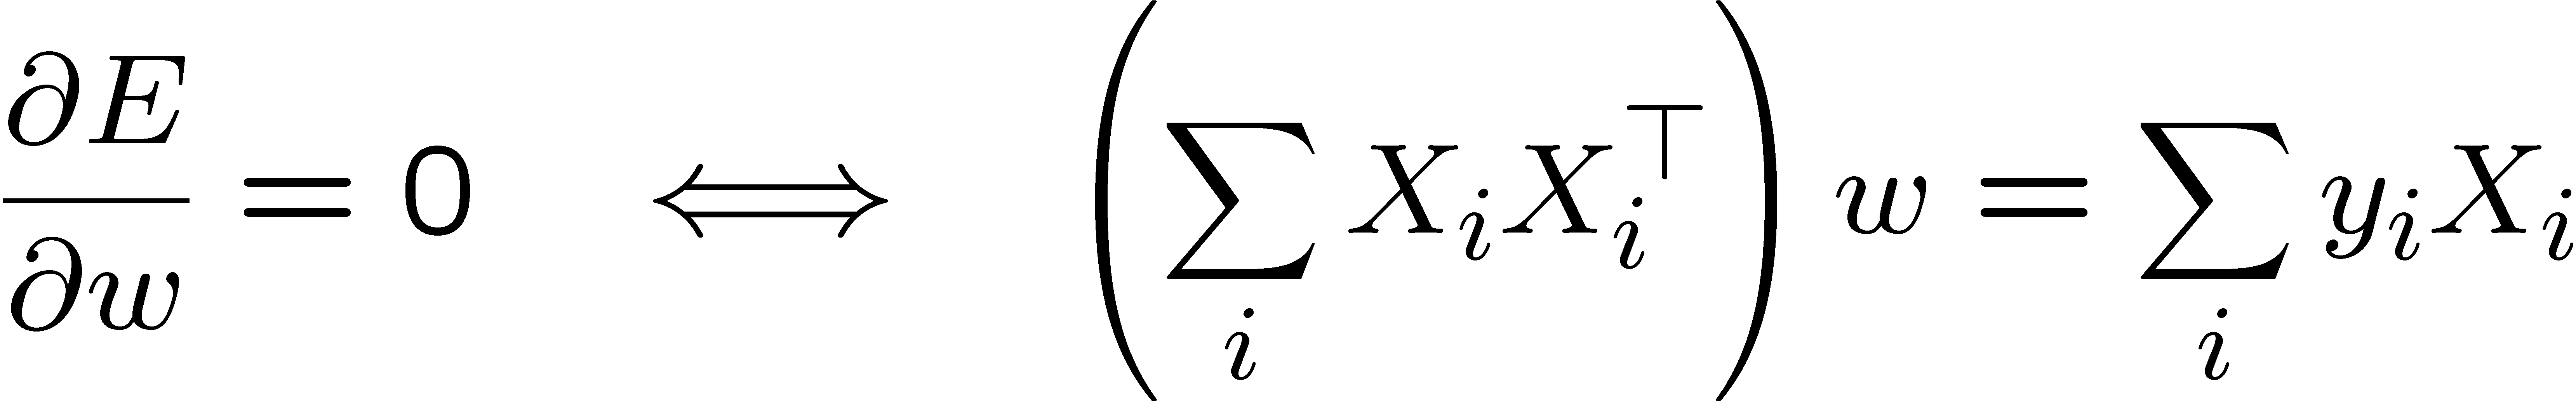 ∂E/∂w = 0 ⟺ (∑_i X_i X_i^⊤) w = ∑_i y_i X_i